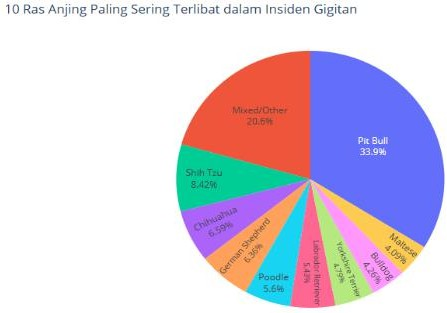 10 Ras Anjing Paling Sering Terlibat dalam Insiden Gigitan
Mixed/Other
20.6%
Pit Bull
33.9%
Shih Tzu
8.42%
Chihuahua
6.59%
German Shepherd
6.36%
Poodle
5.6%
Labrador Retriever
5.42%
Yorkshire Terrier
4.79%
Bulldog
4.26%
Maltese
4.09%